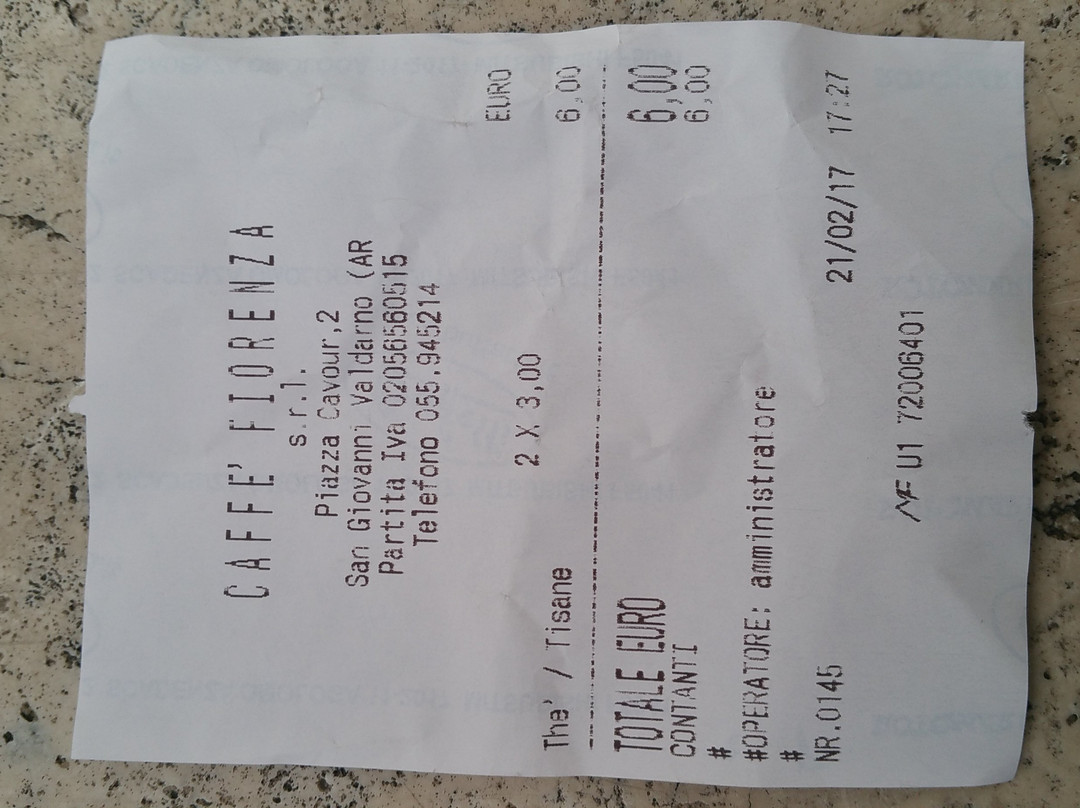 CAFFE' FIORENZA
s.r.l.
Piazza Cavour,2
San Giovanni Valdarno (AR
Partita Iva 02056560515
Telefono 055.945214
EURO
2 X 3,00
The / Tisane 6,00
TOTALE EURO 6,00
CONTANTI 6,00
#
#OPERATORE: amministratore
#
NR.0145 21/02/17 17:27
MF U1 72006401